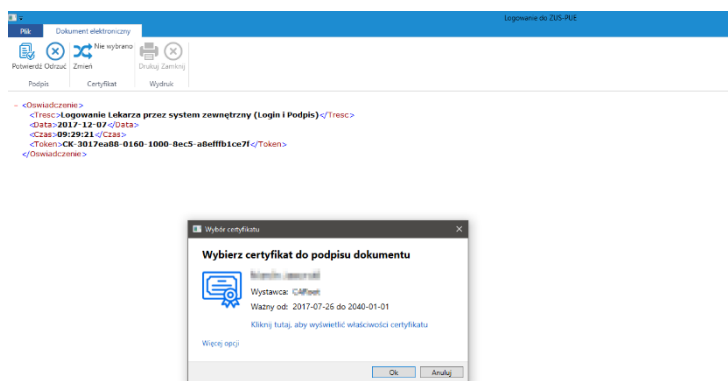 Logowanie do ZUS-PUE
Plik Dokument elektroniczny
Nie wybrano
Potwierdź Odrzuć Zmień Drukuj Zamknij
Podpis Certyfikat Wydruk
- <Oswiadczenie>
<Tresc>Logowanie Lekarza przez system zewnętrzny (Login i Podpis)</Tresc>
<Data>2017-12-07</Data>
<Czas>09:29:21</Czas>
<Token>CK-3017ea88-0160-1000-8ec5-a8efffb1ce7f</Token>
</Oswiadczenie>
Wybór certyfikatu
Wybierz certyfikat do podpisu dokumentu
Wystawca:
Ważny od: 2017-07-26 do 2040-01-01
Kliknij tutaj, aby wyświetlić właściwości certyfikatu
Więcej opcji
Ok Anuluj